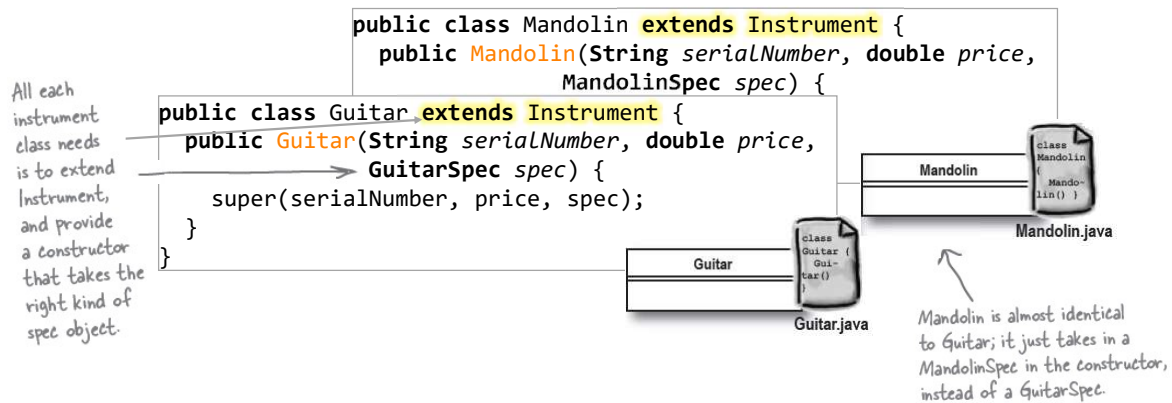 public class Mandolin extends Instrument {
public Mandolin(String serialNumber, double price,
MandolinSpec spec) {
All each
instrument
class needs
is to extend
Instrument,
and provide
a constructor
that takes the
right kind of
spec object.
public class Guitar extends Instrument {
public Guitar(String serialNumber, double price,
GuitarSpec spec) {
super(serialNumber, price, spec);
}
}
Mandolin
class
Mandolin
{
Mando-
lin() }
Mandolin.java
Guitar
class
Guitar {
Gui-
tar()
}
Guitar.java
Mandolin is almost identical
to Guitar; it just takes in a
MandolinSpec in the constructor,
instead of a GuitarSpec.